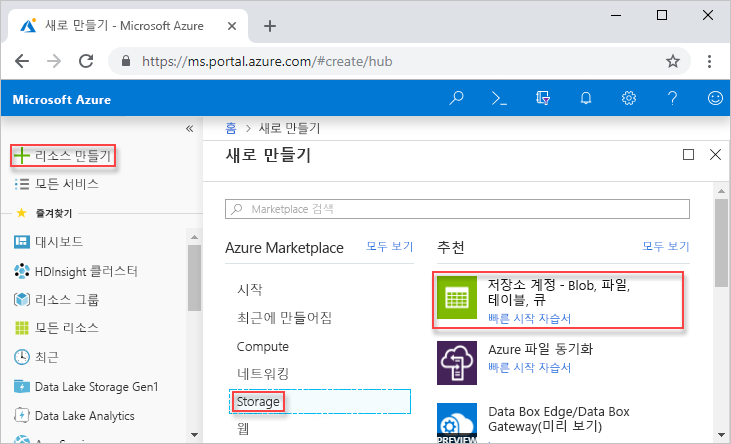 새로 만들기 - Microsoft Azure
https://ms.portal.azure.com/#create/hub
Microsoft Azure
리소스 만들기
모든 서비스
즐겨찾기
대시보드
HDInsight 클러스터
리소스 그룹
모든 리소스
최근
Data Lake Storage Gen1
Data Lake Analytics
홈 > 새로 만들기
새로 만들기
Marketplace 검색
Azure Marketplace 모두 보기
시작
최근에 만들어짐
Compute
네트워킹
Storage
웹
추천 모두 보기
저장소 계정 - Blob, 파일,
테이블, 큐
빠른 시작 자습서
Azure 파일 동기화
빠른 시작 자습서
Data Box Edge/Data Box
Gateway(미리 보기)
PREVIEW